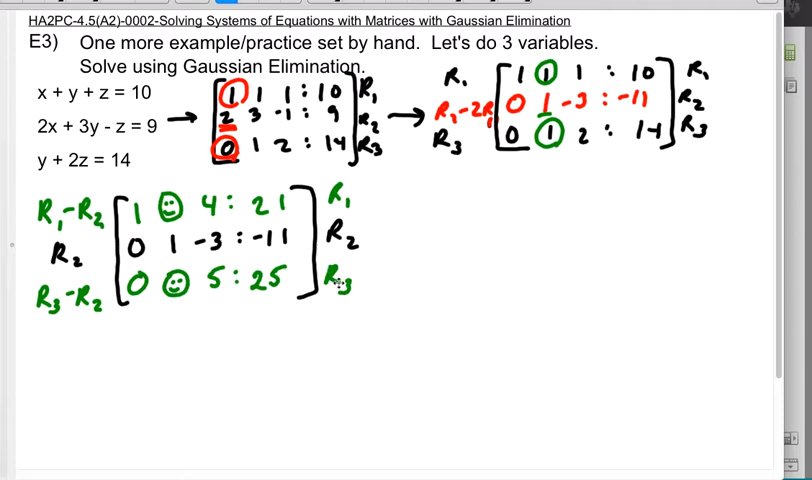 HA2PC-4.5(A2)-0002-Solving Systems of Equations with Matrices with Gaussian Elimination
E3) One more example/practice set by hand. Let's do 3 variables.
Solve using Gaussian Elimination.
x + y + z = 10
2x + 3y - z = 9
y + 2z = 14
1 1 1 : 10 R1
2 3 -1 : 9 R2
0 1 2 : 14 R3
R1 1 1 1 : 10 R1
R2-2R1 0 1 -3 : -11 R2
R3 0 1 2 : 14 R3
R1-R2 1 4 : 21 R1
R2 0 1 -3 : -11 R2
R3-R2 0 5 : 25 R3